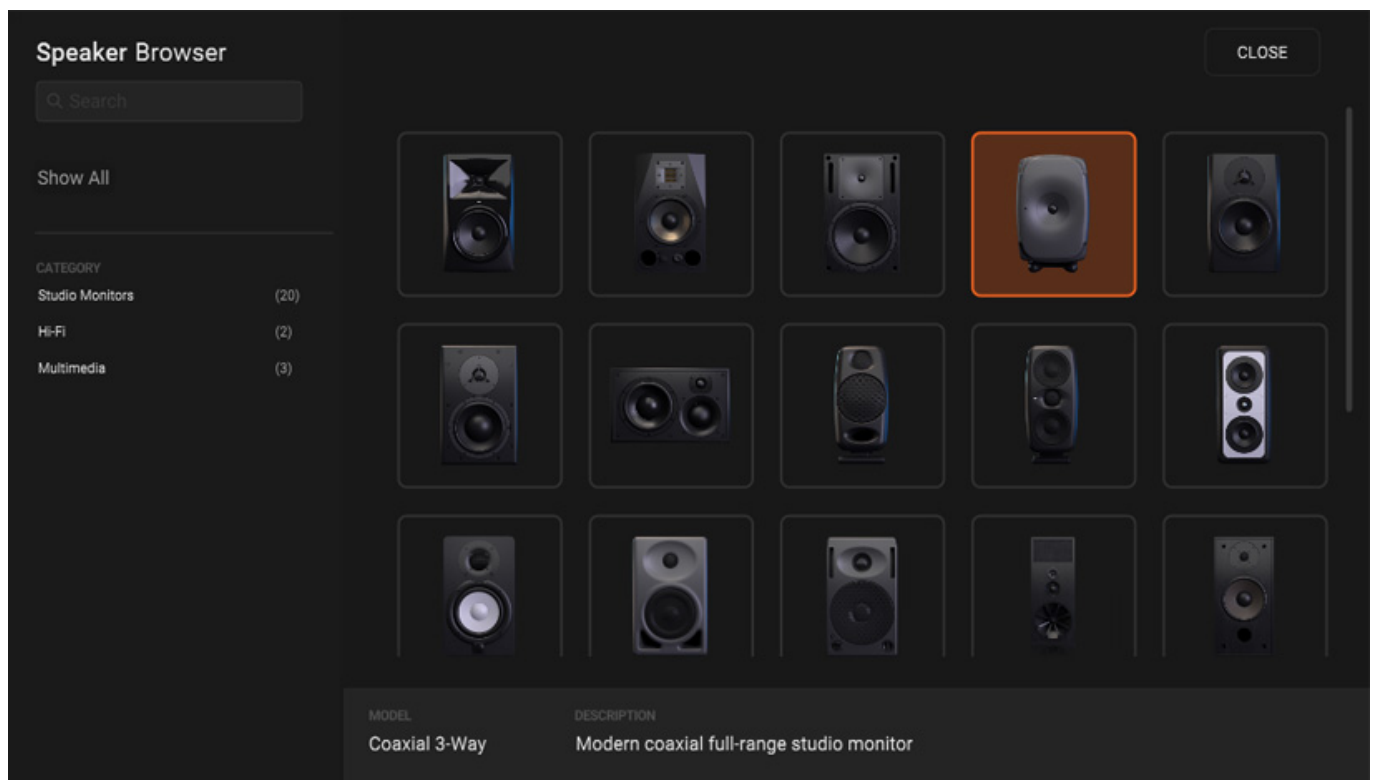 Speaker Browser
CLOSE
Search
Show All
CATEGORY
Studio Monitors (20)
Hi-Fi (2)
Multimedia (3)
MODEL DESCRIPTION
Coaxial 3-Way Modern coaxial full-range studio monitor